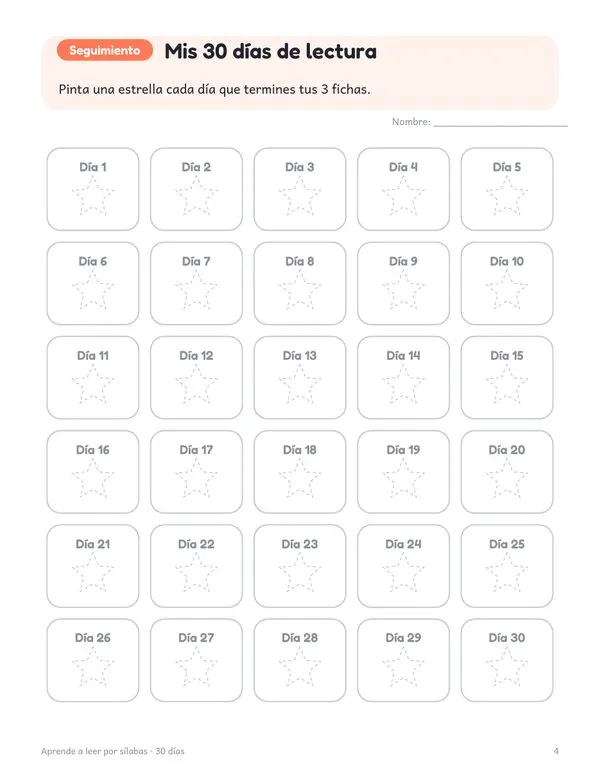 Seguimiento Mis 30 días de lectura
Pinta una estrella cada día que termines tus 3 fichas.
Nombre:
Día 1 Día 2 Día 3 Día 4 Día 5
Día 6 Día 7 Día 8 Día 9 Día 10
Día 11 Día 12 Día 13 Día 14 Día 15
Día 16 Día 17 Día 18 Día 19 Día 20
Día 21 Día 22 Día 23 Día 24 Día 25
Día 26 Día 27 Día 28 Día 29 Día 30
Aprende a leer por sílabas · 30 días 4